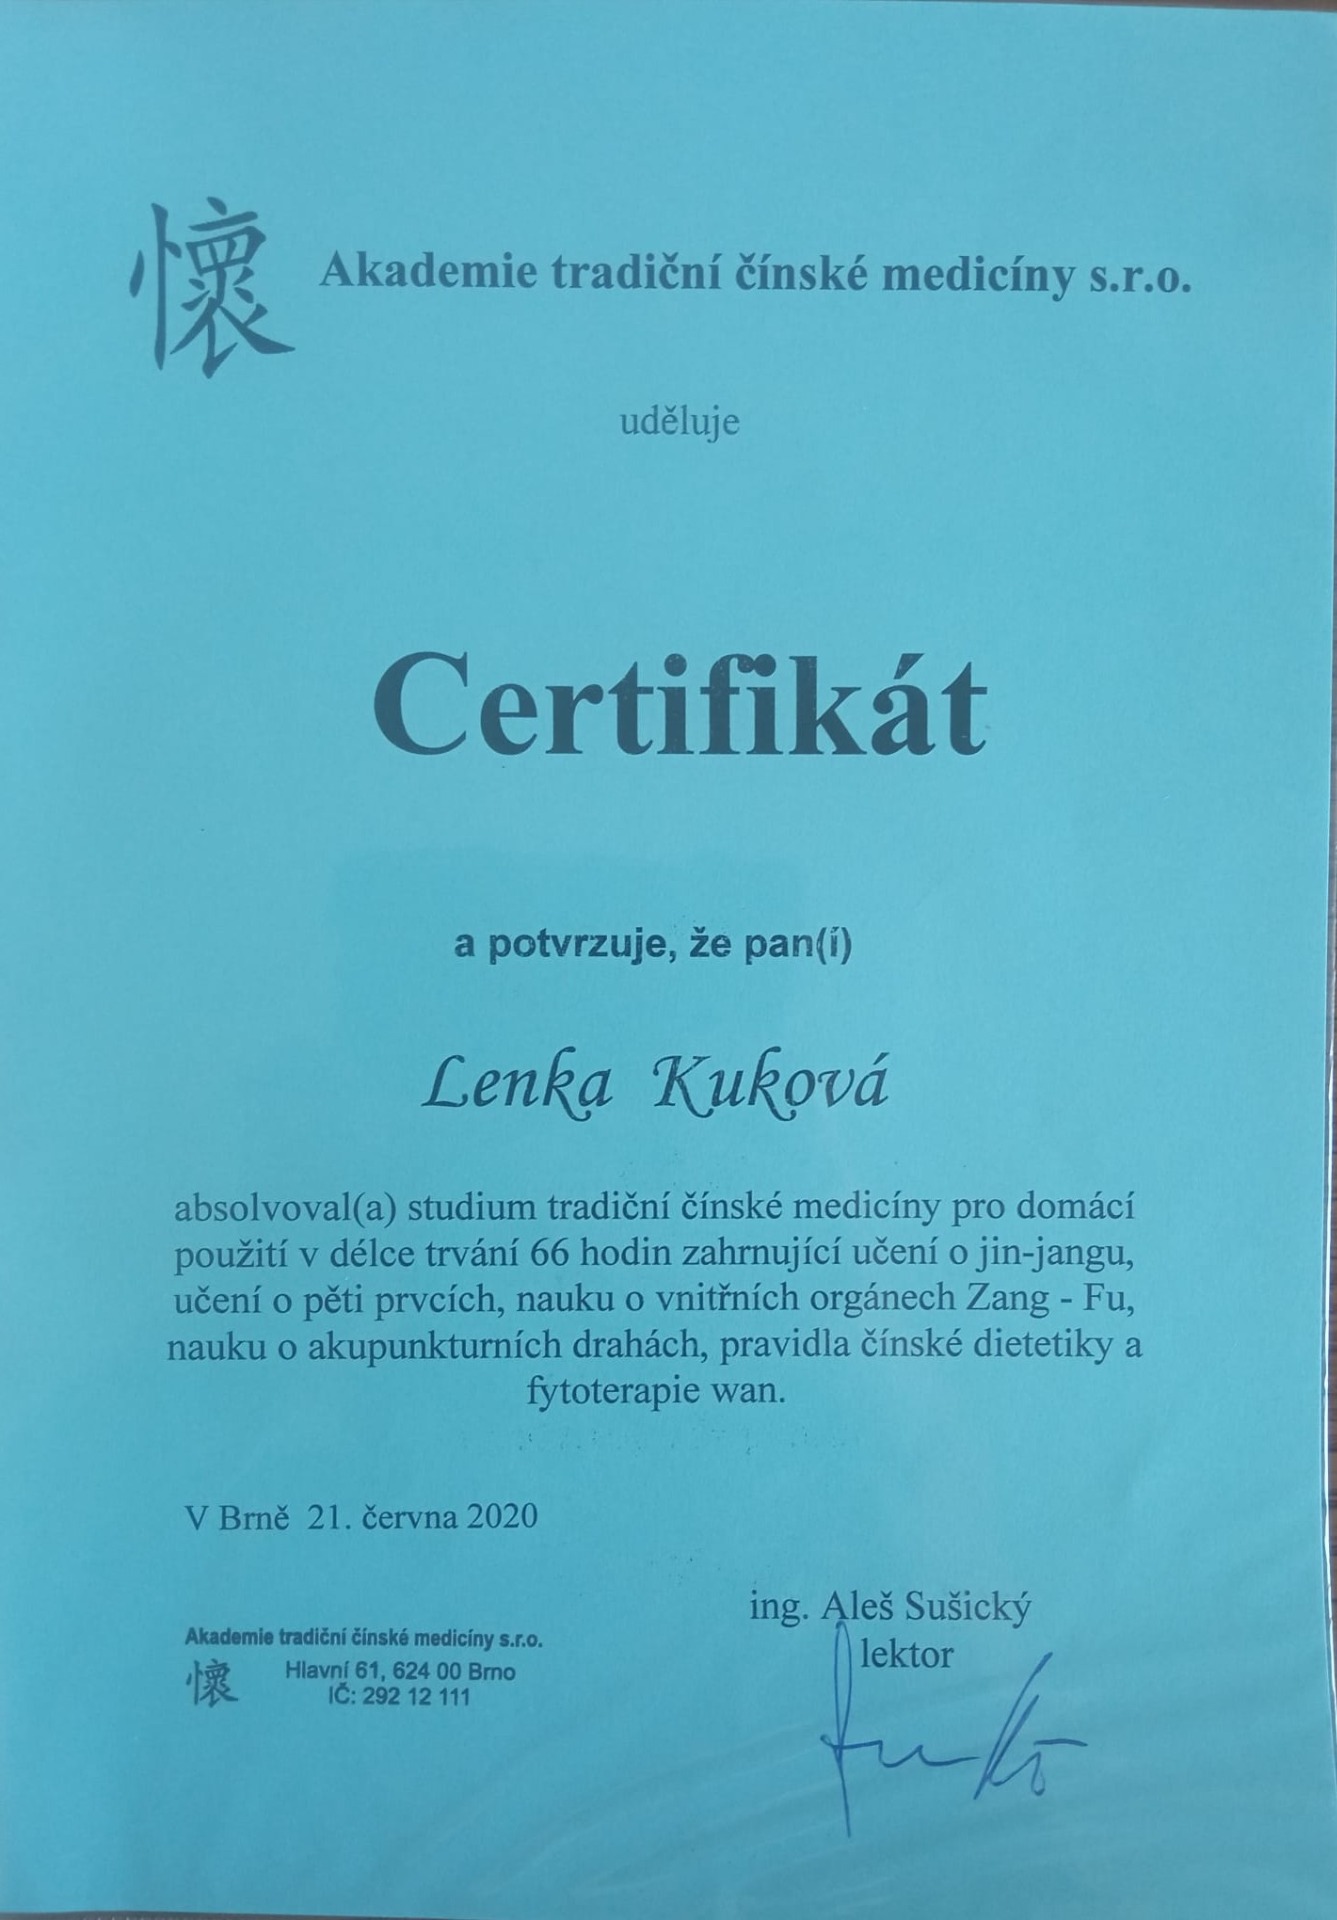 懷
Akademie tradiční čínské medicíny s.r.o.
uděluje
Certifikát
a potvrzuje, že pan(í)
Lenka Kuková
absolvoval(a) studium tradiční čínské medicíny pro domácí
použití v délce trvání 66 hodin zahrnující učení o jin-jangu,
učení o pěti prvcích, nauku o vnitřních orgánech Zang - Fu,
nauku o akupunkturních drahách, pravidla čínské dietetiky a
fytoterapie wan.
V Brně 21. června 2020
ing. Aleš Sušický
lektor
Akademie tradiční čínské medicíny s.r.o.
懷
Hlavní 61, 624 00 Brno
IČ: 292 12 111